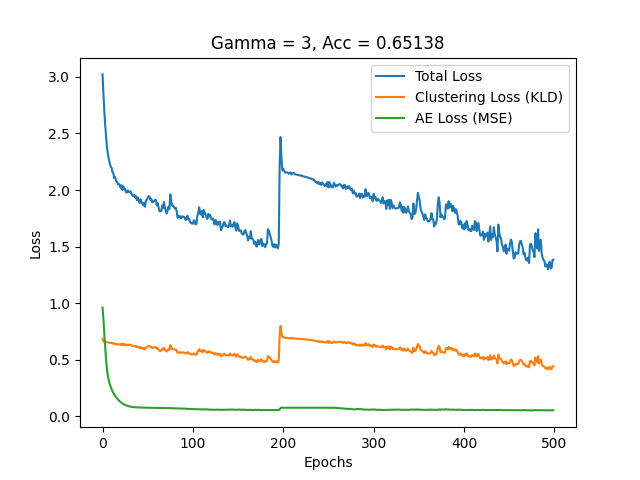 Gamma = 3, Acc = 0.65138
Total Loss
Clustering Loss (KLD)
AE Loss (MSE)
3.0
2.5
2.0
1.5
1.0
0.5
0.0
Loss
0 100 200 300 400 500
Epochs